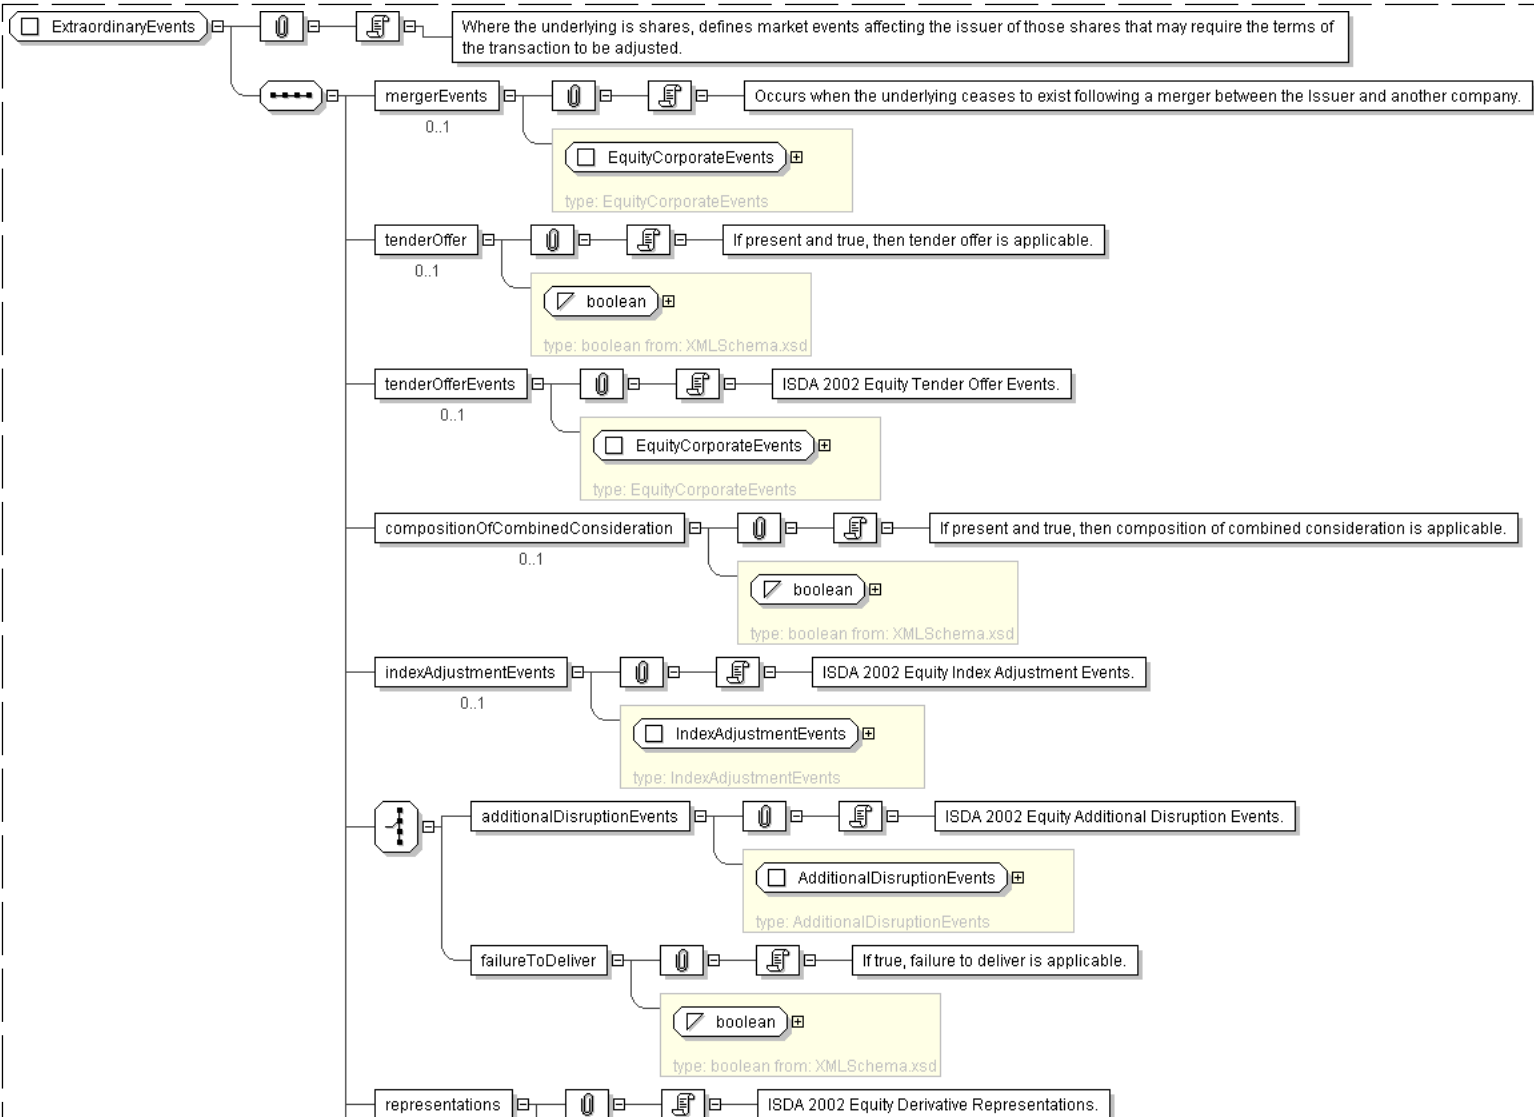 ExtraordinaryEvents
Where the underlying is shares, defines market events affecting the issuer of those shares that may require the terms of
the transaction to be adjusted.
mergerEvents
Occurs when the underlying ceases to exist following a merger between the Issuer and another company.
0..1
EquityCorporateEvents
type: EquityCorporateEvents
tenderOffer
If present and true, then tender offer is applicable.
0..1
boolean
type: boolean from: XMLSchema.xsd
tenderOfferEvents
ISDA 2002 Equity Tender Offer Events.
0..1
EquityCorporateEvents
type: EquityCorporateEvents
compositionOfCombinedConsideration
If present and true, then composition of combined consideration is applicable.
0..1
boolean
type: boolean from: XMLSchema.xsd
indexAdjustmentEvents
ISDA 2002 Equity Index Adjustment Events.
0..1
IndexAdjustmentEvents
type: IndexAdjustmentEvents
additionalDisruptionEvents
ISDA 2002 Equity Additional Disruption Events.
AdditionalDisruptionEvents
type: AdditionalDisruptionEvents
failureToDeliver
If true, failure to deliver is applicable.
boolean
type: boolean from: XMLSchema.xsd
representations
ISDA 2002 Equity Derivative Representations.